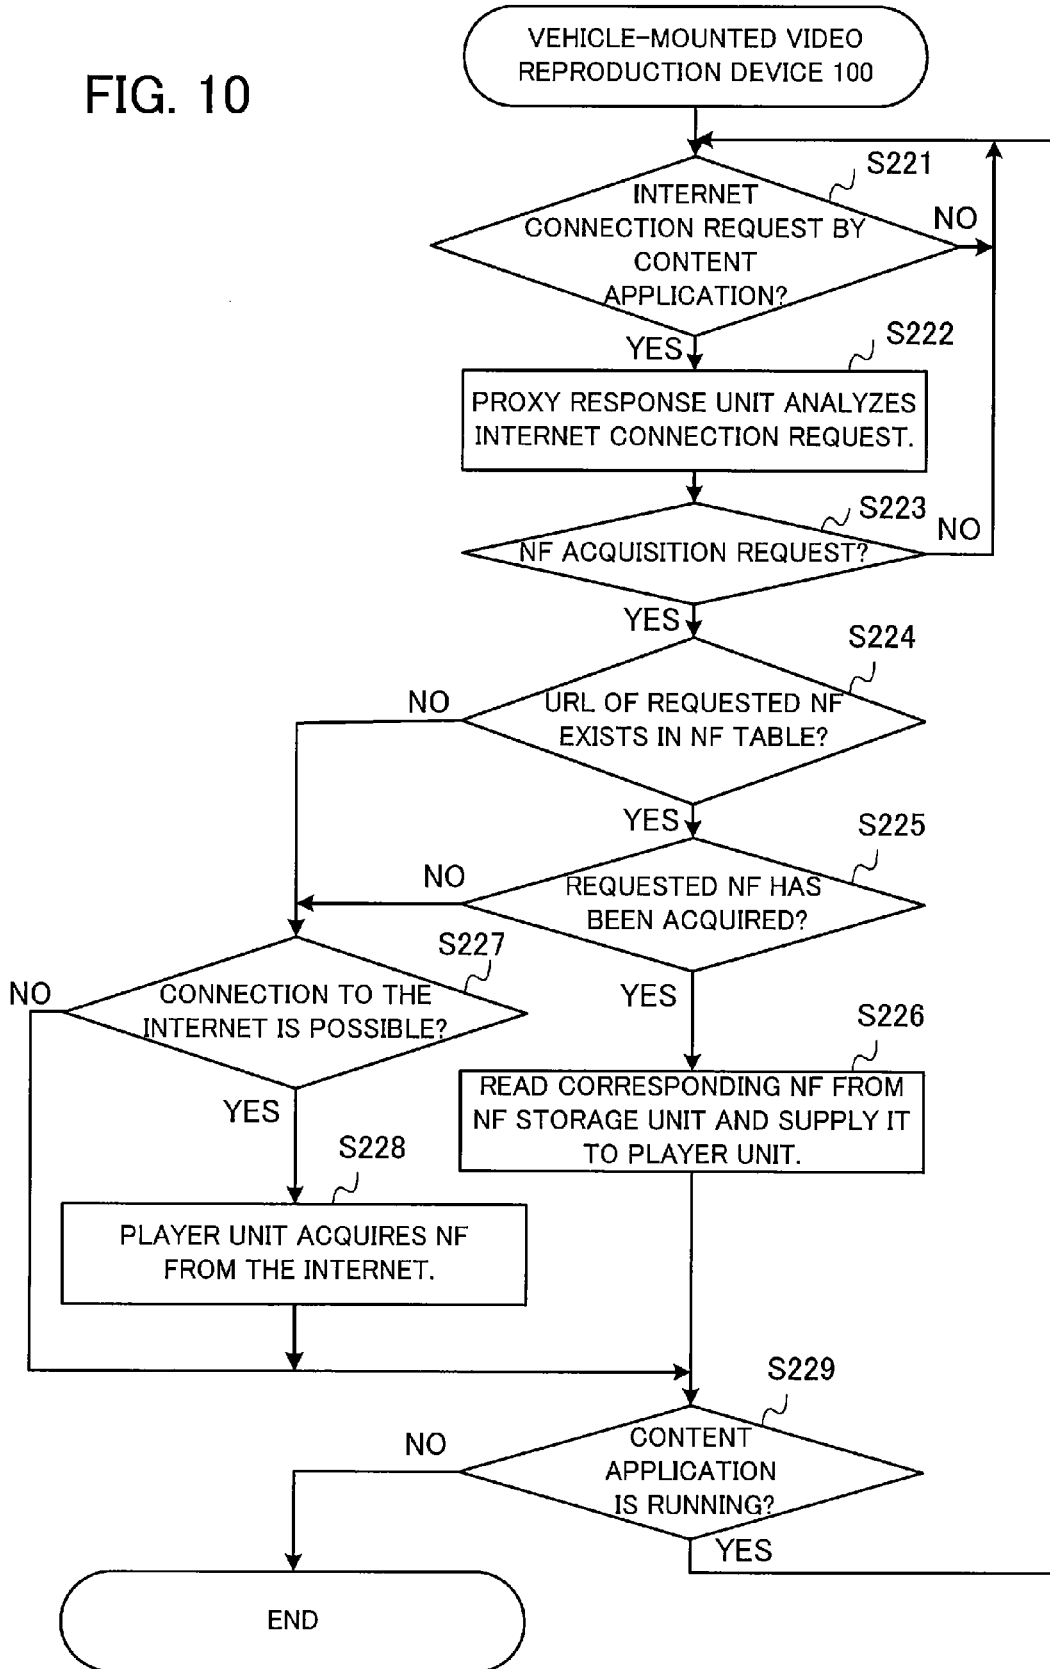 VEHICLE-MOUNTED VIDEO
REPRODUCTION DEVICE 100
FIG. 10
S221
INTERNET
CONNECTION REQUEST BY
CONTENT
APPLICATION?
NO
YES
S222
PROXY RESPONSE UNIT ANALYZES
INTERNET CONNECTION REQUEST.
S223
NF ACQUISITION REQUEST?
NO
YES
S224
URL OF REQUESTED NF
EXISTS IN NF TABLE?
NO
YES
S225
REQUESTED NF HAS
BEEN ACQUIRED?
NO
YES
S227
CONNECTION TO THE
INTERNET IS POSSIBLE?
NO
YES
S226
READ CORRESPONDING NF FROM
NF STORAGE UNIT AND SUPPLY IT
TO PLAYER UNIT.
S228
PLAYER UNIT ACQUIRES NF
FROM THE INTERNET.
S229
CONTENT
APPLICATION
IS RUNNING?
NO
YES
END